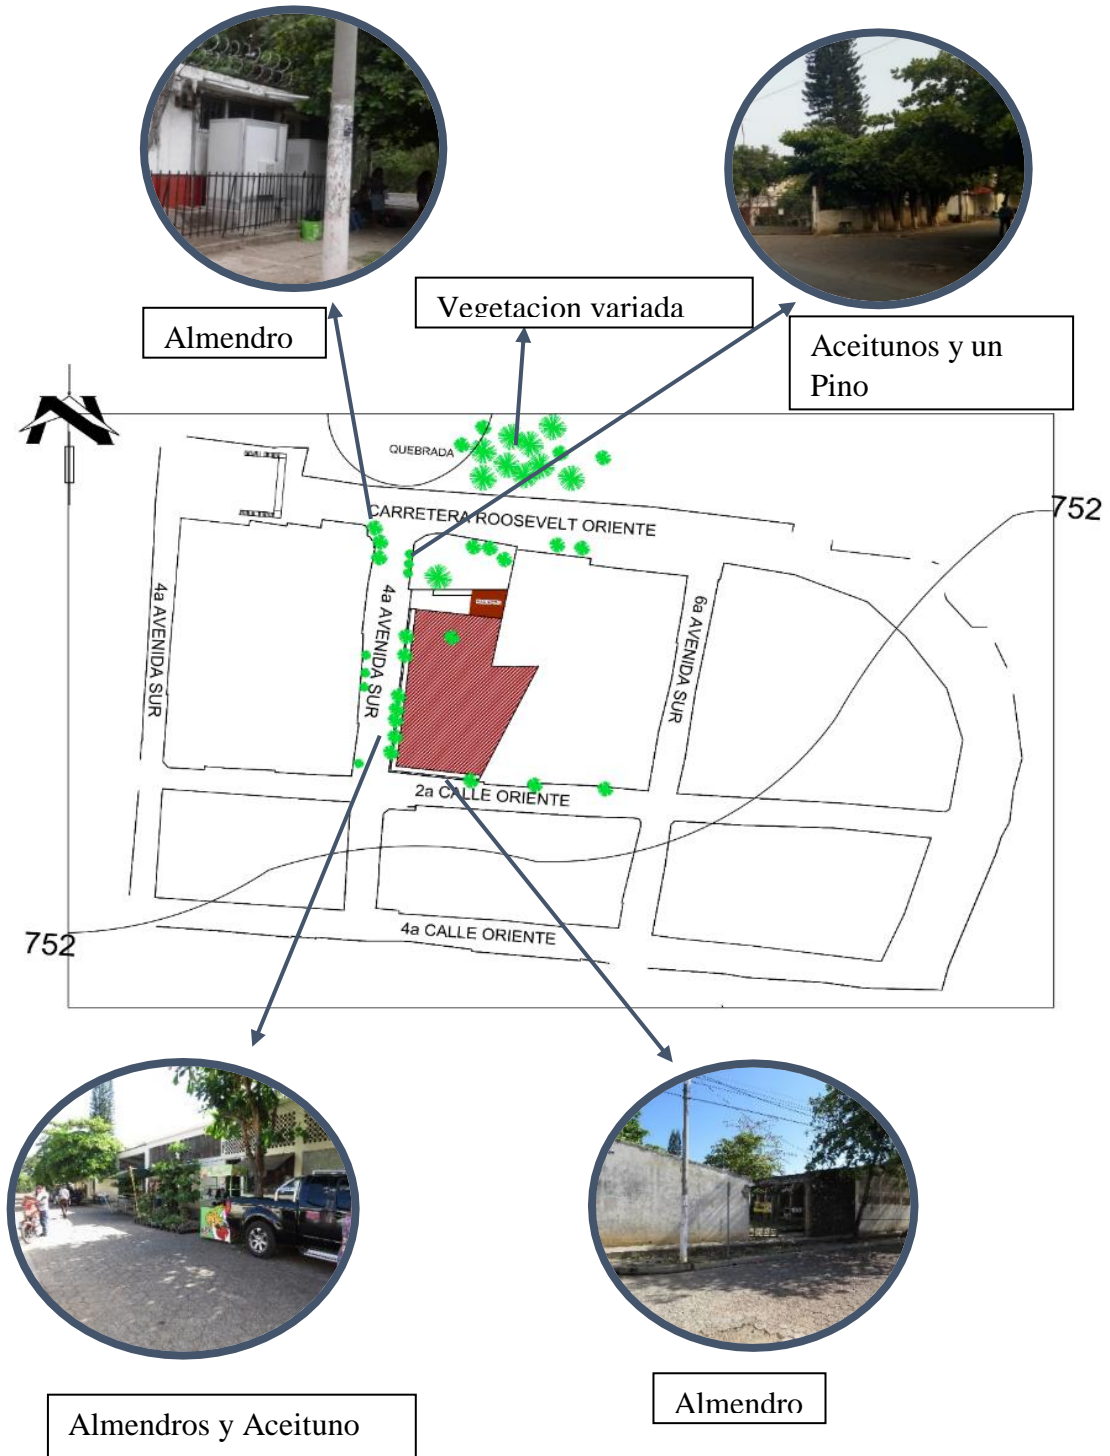 Almendro
Vegetacion variada
Aceitunos y un
Pino
QUEBRADA
752
CARRETERA ROOSEVELT ORIENTE
4a AVENIDA SUR
4a AVENIDA SUR
6a AVENIDA SUR
2a CALLE ORIENTE
4a CALLE ORIENTE
752
Almendros y Aceituno
Almendro